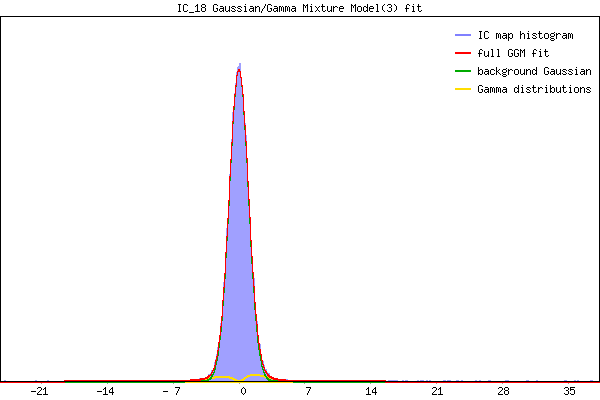 IC_18 Gaussian/Gamma Mixture Model(3) fit
IC map histogram
full GGM fit
background Gaussian
Gamma distributions
-21 -14 - 7 0 7 14 21 28 35